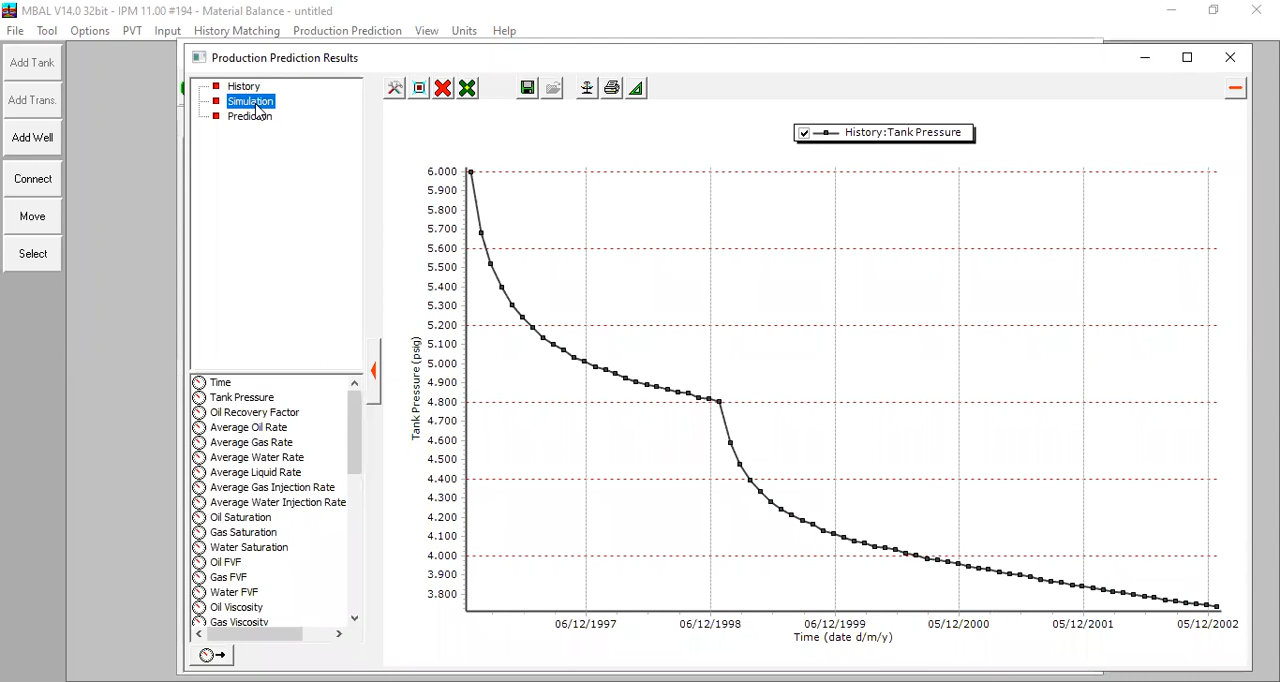 MBAL V14.0 32bit - IPM 11.00 #194 - Material Balance - untitled
File Tool Options PVT Input History Matching Production Prediction View Units Help
Add Tank
Add Trans.
Add Well
Connect
Move
Select
Production Prediction Results
History
Simulation
Prediction
Time
Tank Pressure
Oil Recovery Factor
Average Oil Rate
Average Gas Rate
Average Water Rate
Average Liquid Rate
Average Gas Injection Rate
Average Water Injection Rate
Oil Saturation
Gas Saturation
Water Saturation
Oil FVF
Gas FVF
Water FVF
Oil Viscosity
Gas Viscosity
History:Tank Pressure
Tank Pressure (psig)
6.000
5.900
5.800
5.700
5.600
5.500
5.400
5.300
5.200
5.100
5.000
4.900
4.800
4.700
4.600
4.500
4.400
4.300
4.200
4.100
4.000
3.900
3.800
06/12/1997 06/12/1998 06/12/1999 05/12/2000 05/12/2001 05/12/2002
Time (date d/m/y)